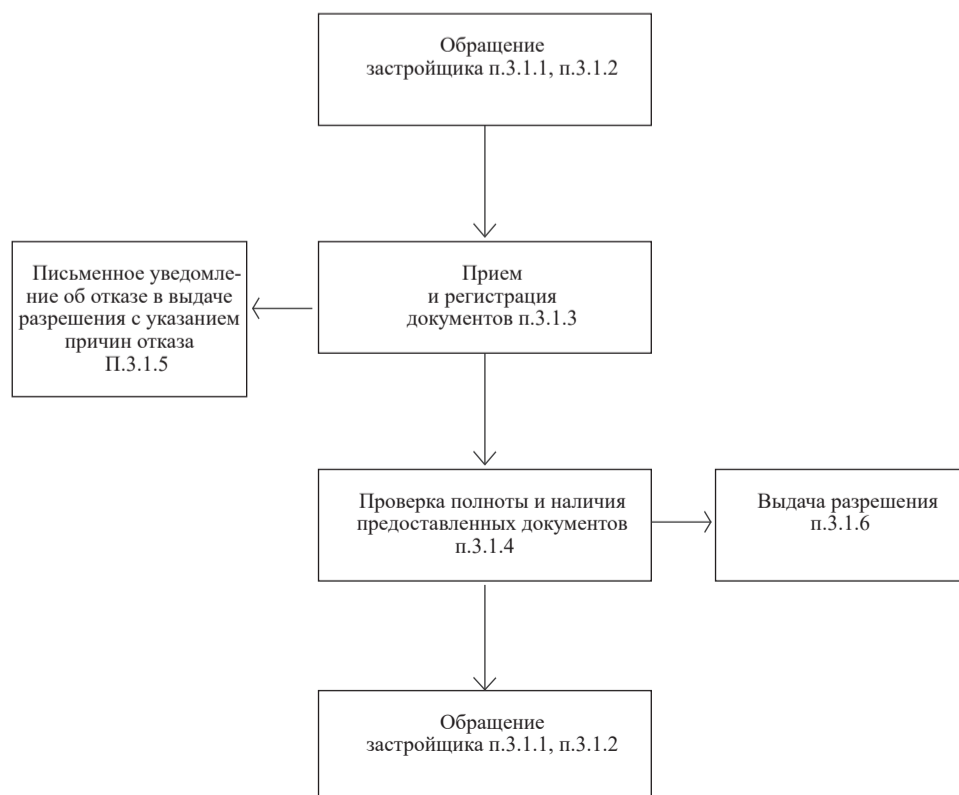 Обращение
застройщика п.3.1.1, п.3.1.2
Письменное уведомле-
ние об отказе в выдаче
разрешения с указанием
причин отказа
П.3.1.5
Прием
и регистрация
документов п.3.1.3
Проверка полноты и наличия
предоставленных документов
п.3.1.4
Выдача разрешения
п.3.1.6
Обращение
застройщика п.3.1.1, п.3.1.2